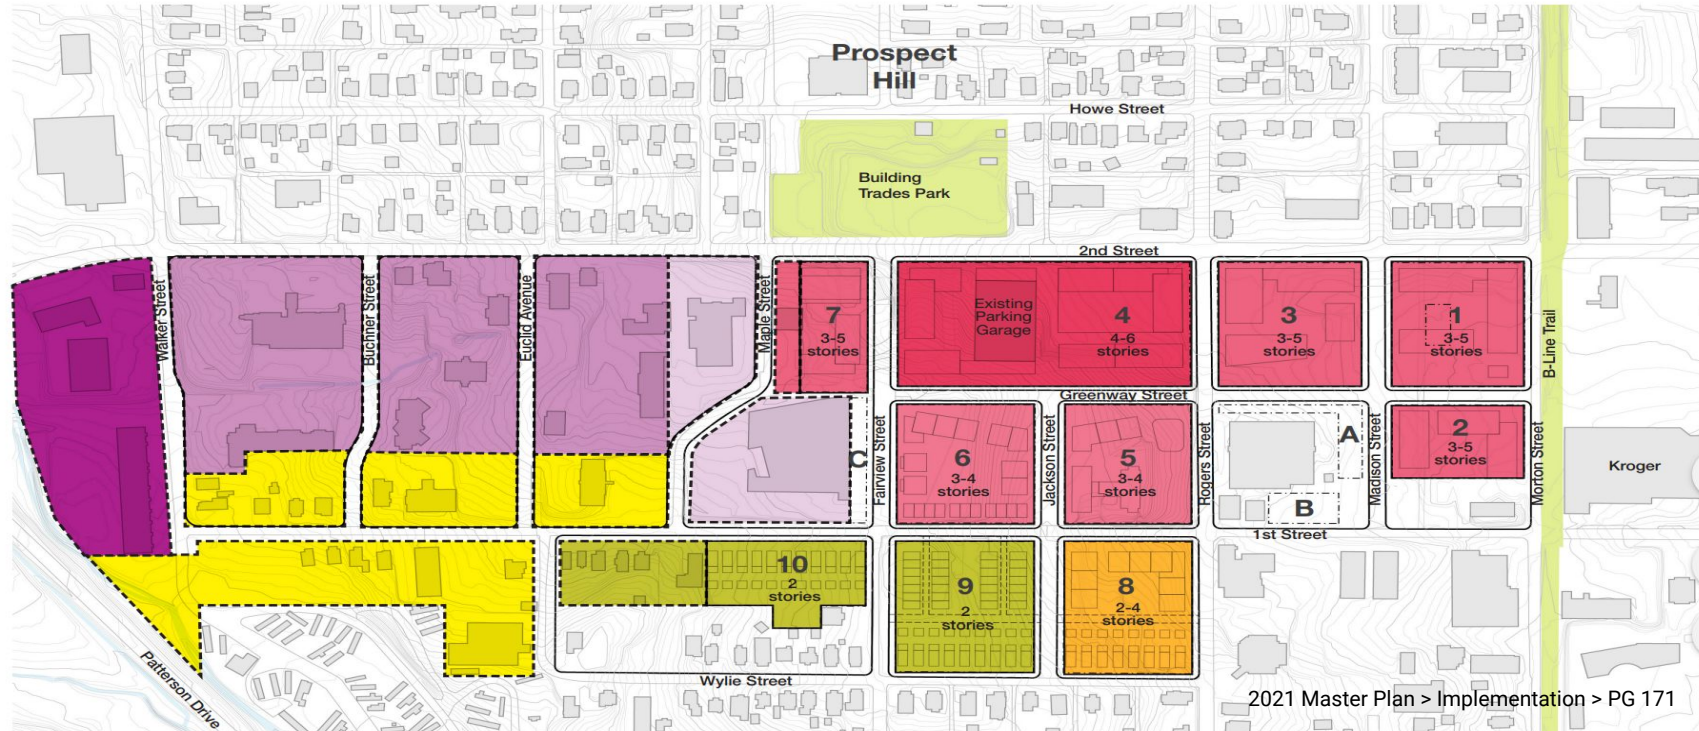 Prospect
Hill
Howe Street
Building
Trades Park
2nd Street
Walker Street
Buchner Street
Euclid Avenue
Maple Street
7
3-5
stories
Existing
Parking
Garage
4
4-6
stories
3
3-5
stories
1
3-5
stories
B-Line Trail
Greenway Street
C
Fairview Street
6
3-4
stories
Jackson Street
5
3-4
stories
Rogers Street
A
B
Madison Street
2
3-5
stories
Morton Street
Kroger
1st Street
10
2
stories
9
2
stories
8
2-4
stories
Patterson Drive
Wylie Street
2021 Master Plan > Implementation > PG 171